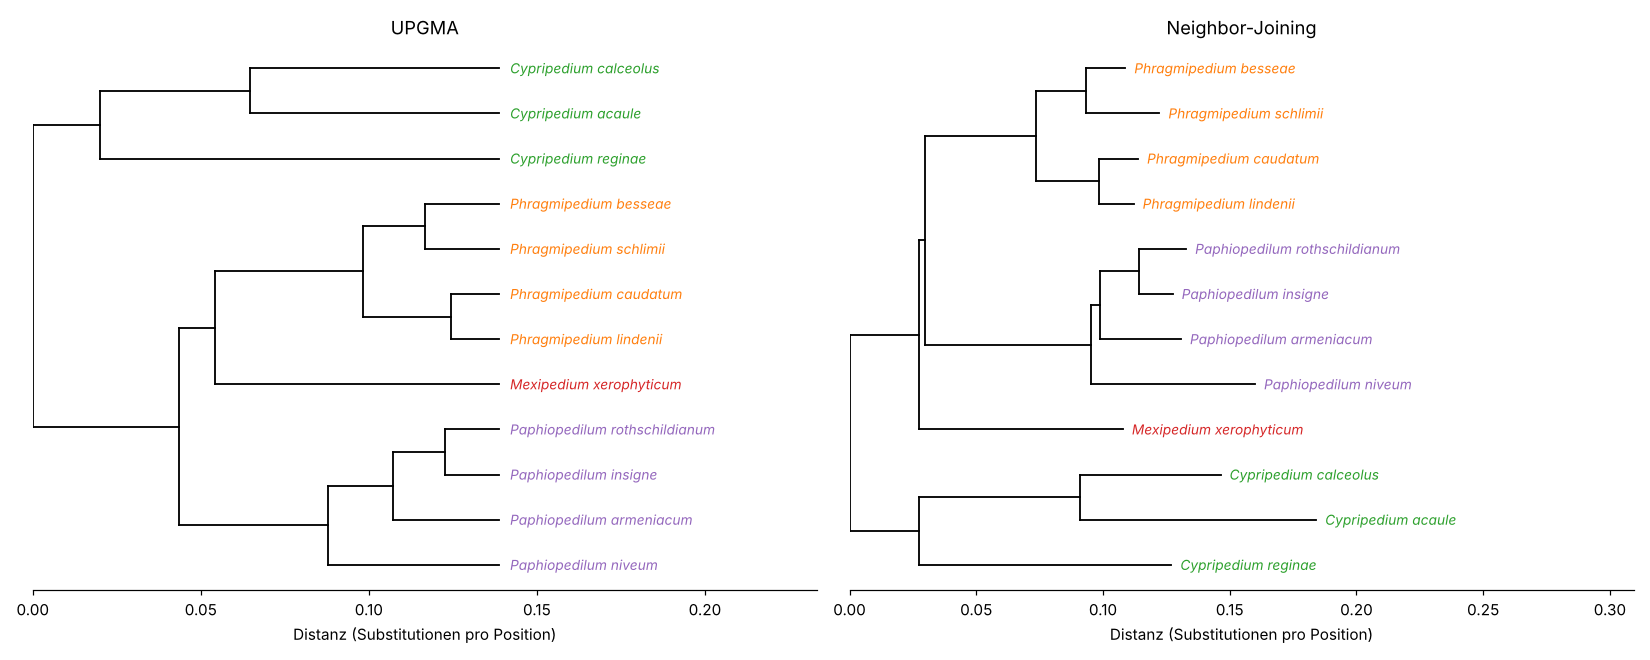 UPGMA
Cypripedium calceolus
Cypripedium acaule
Cypripedium reginae
Phragmipedium besseae
Phragmipedium schlimii
Phragmipedium caudatum
Phragmipedium lindenii
Mexipedium xerophyticum
Paphiopedilum rothschildianum
Paphiopedilum insigne
Paphiopedilum armeniacum
Paphiopedilum niveum
0.00 0.05 0.10 0.15 0.20
Distanz (Substitutionen pro Position)
Neighbor-Joining
Phragmipedium besseae
Phragmipedium schlimii
Phragmipedium caudatum
Phragmipedium lindenii
Paphiopedilum rothschildianum
Paphiopedilum insigne
Paphiopedilum armeniacum
Paphiopedilum niveum
Mexipedium xerophyticum
Cypripedium calceolus
Cypripedium acaule
Cypripedium reginae
0.00 0.05 0.10 0.15 0.20 0.25 0.30
Distanz (Substitutionen pro Position)